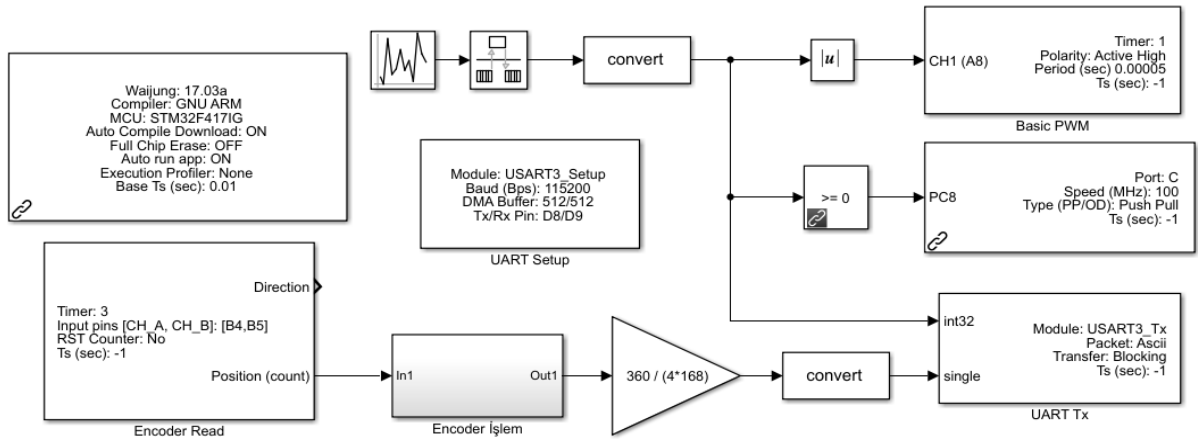 Waijung: 17.03a
Compiler: GNU ARM
MCU: STM32F417IG
Auto Compile Download: ON
Full Chip Erase: OFF
Auto run app: ON
Execution Profiler: None
Base Ts (sec): 0.01
convert
|u|
CH1 (A8)
Timer: 1
Polarity: Active High
Period (sec) 0.00005
Ts (sec): -1
Basic PWM
Module: USART3_Setup
Baud (Bps): 115200
DMA Buffer: 512/512
Tx/Rx Pin: D8/D9
UART Setup
>= 0
PC8
Port: C
Speed (MHz): 100
Type (PP/OD): Push Pull
Ts (sec): -1
Direction
Timer: 3
Input pins [CH_A, CH_B]: [B4,B5]
RST Counter: No
Ts (sec): -1
Position (count)
Encoder Read
In1
Out1
Encoder İşlem
360 / (4*168)
convert
int32
single
Module: USART3_Tx
Packet: Ascii
Transfer: Blocking
Ts (sec): -1
UART Tx